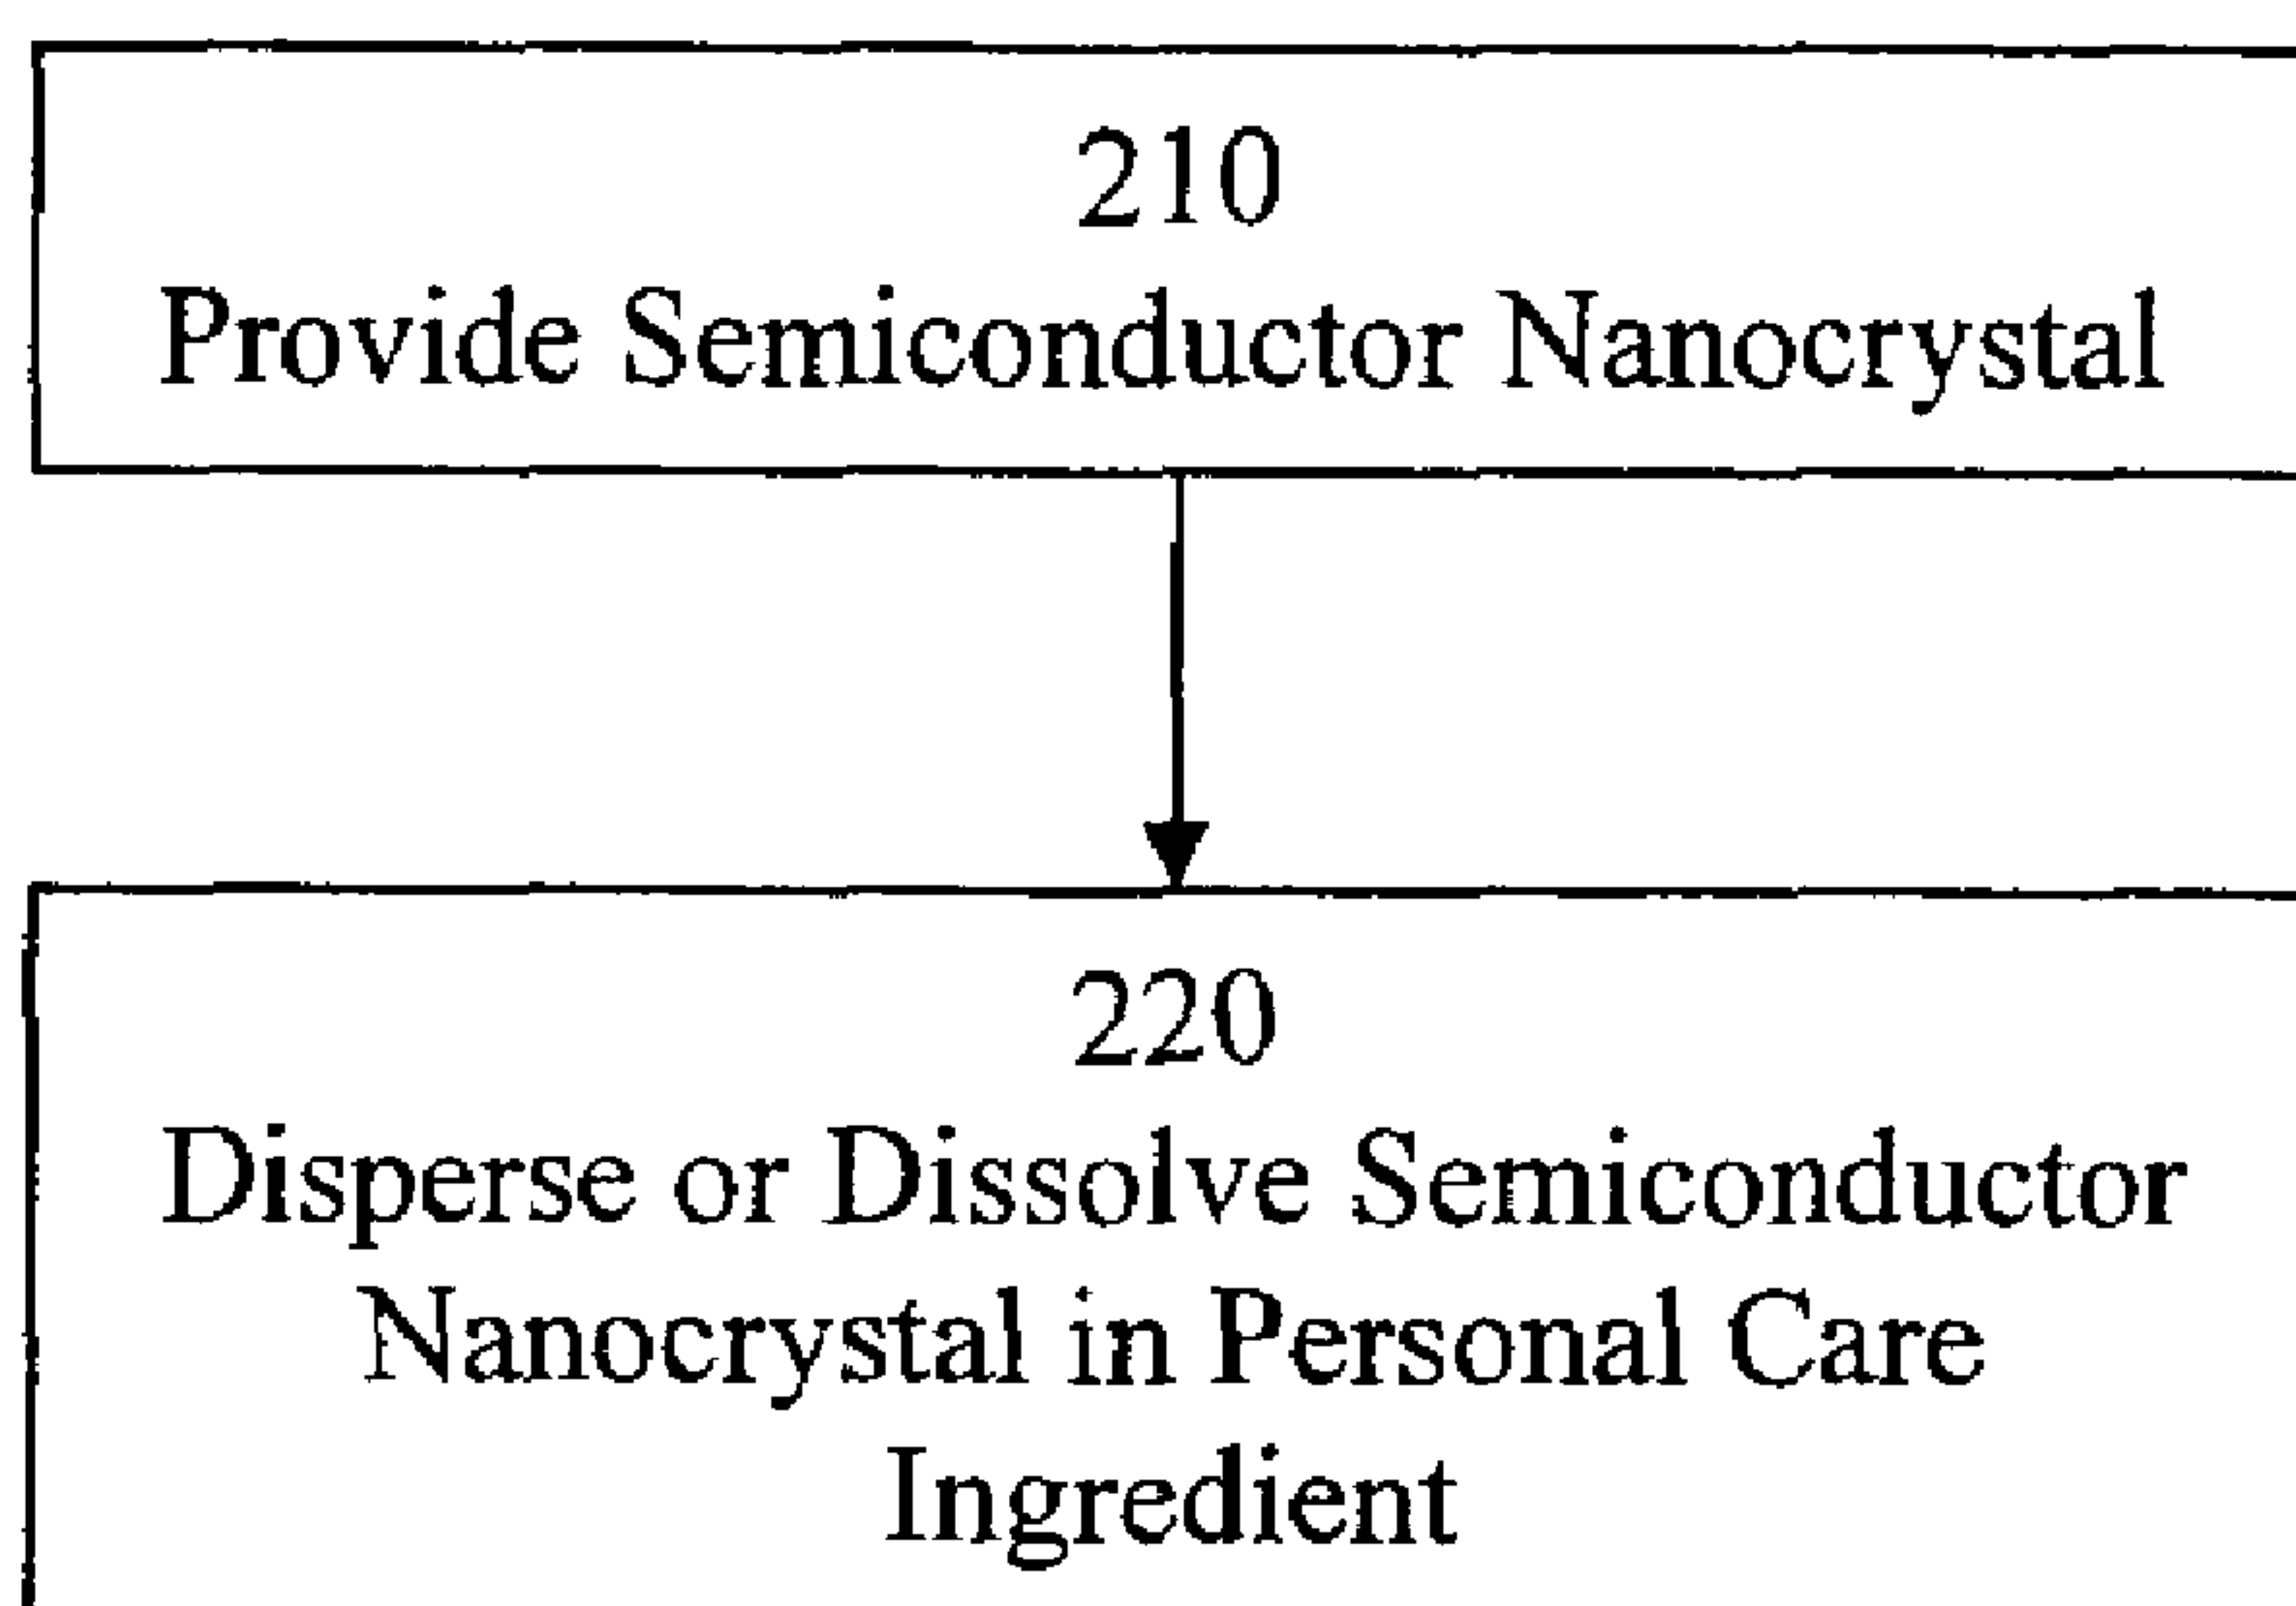 210
Provide Semiconductor Nanocrystal
220
Disperse or Dissolve Semiconductor
Nanocrystal in Personal Care
Ingredient